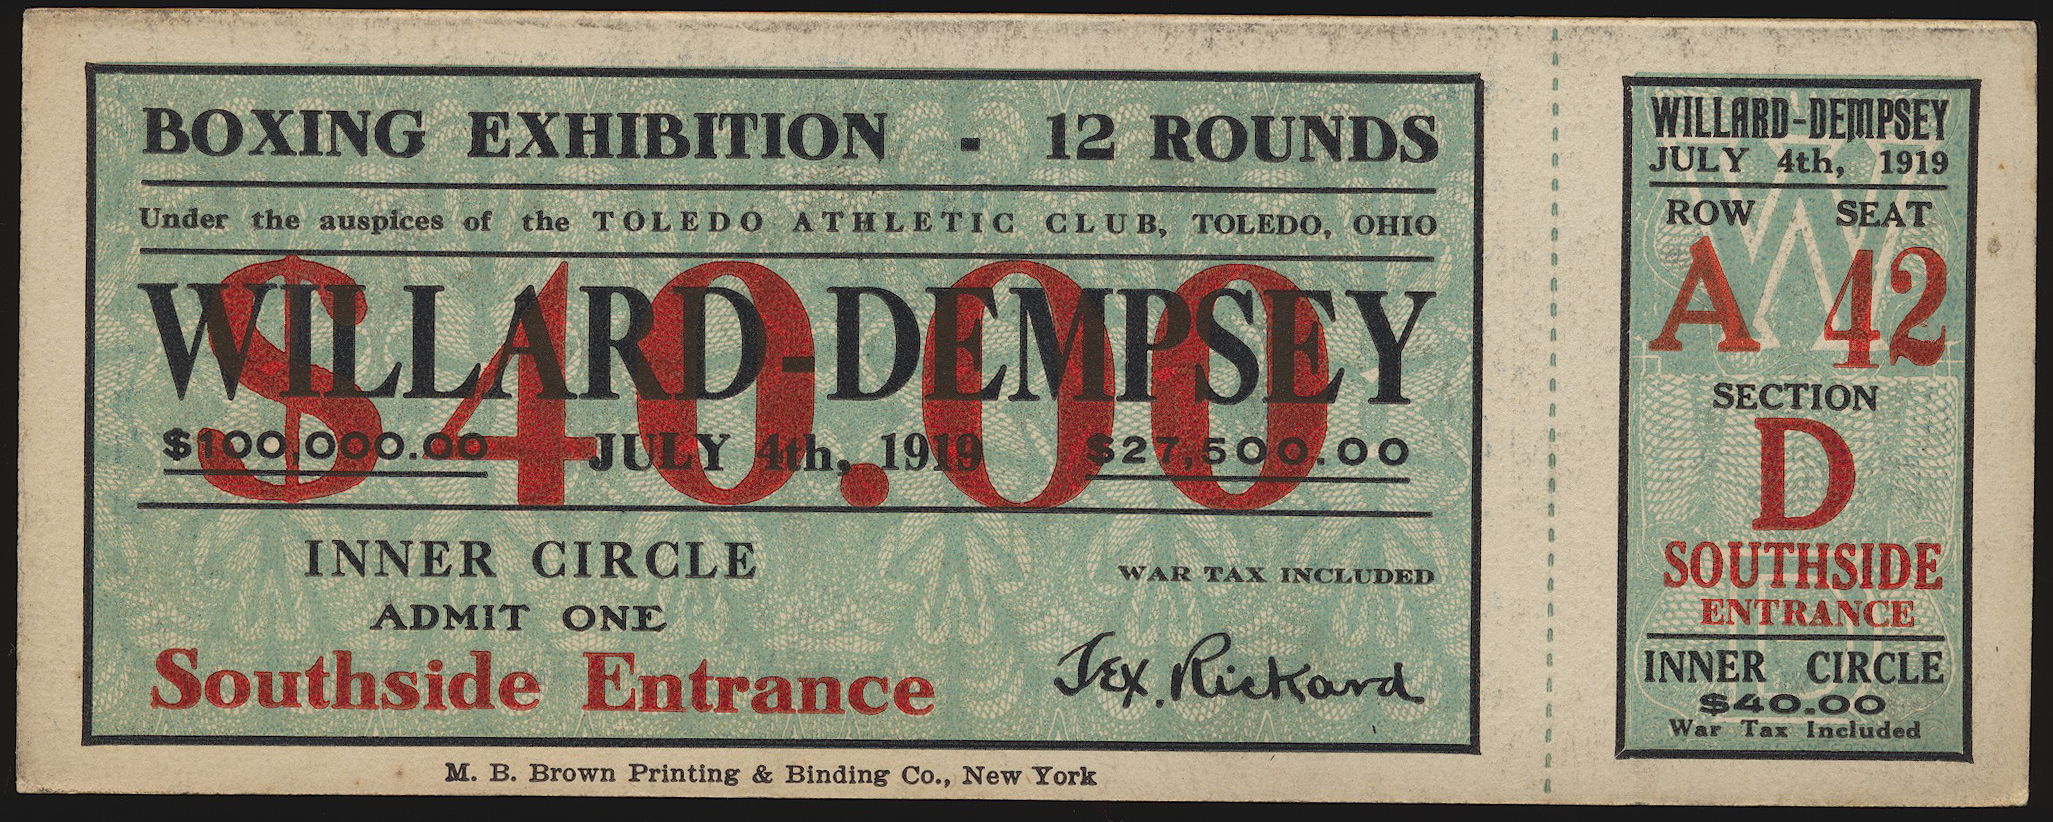 BOXING EXHIBITION - 12 ROUNDS
Under the auspices of the TOLEDO ATHLETIC CLUB, TOLEDO, OHIO
$40.00
WILLARD-DEMPSEY
$100,000.00 JULY 4th, 1919 $27,500.00
INNER CIRCLE
WAR TAX INCLUDED
ADMIT ONE
Southside Entrance
Tex. Rickard
M. B. Brown Printing & Binding Co., New York
WILLARD-DEMPSEY
JULY 4th, 1919
ROW SEAT
A 42
SECTION
D
SOUTHSIDE
ENTRANCE
INNER CIRCLE
$40.00
War Tax Included